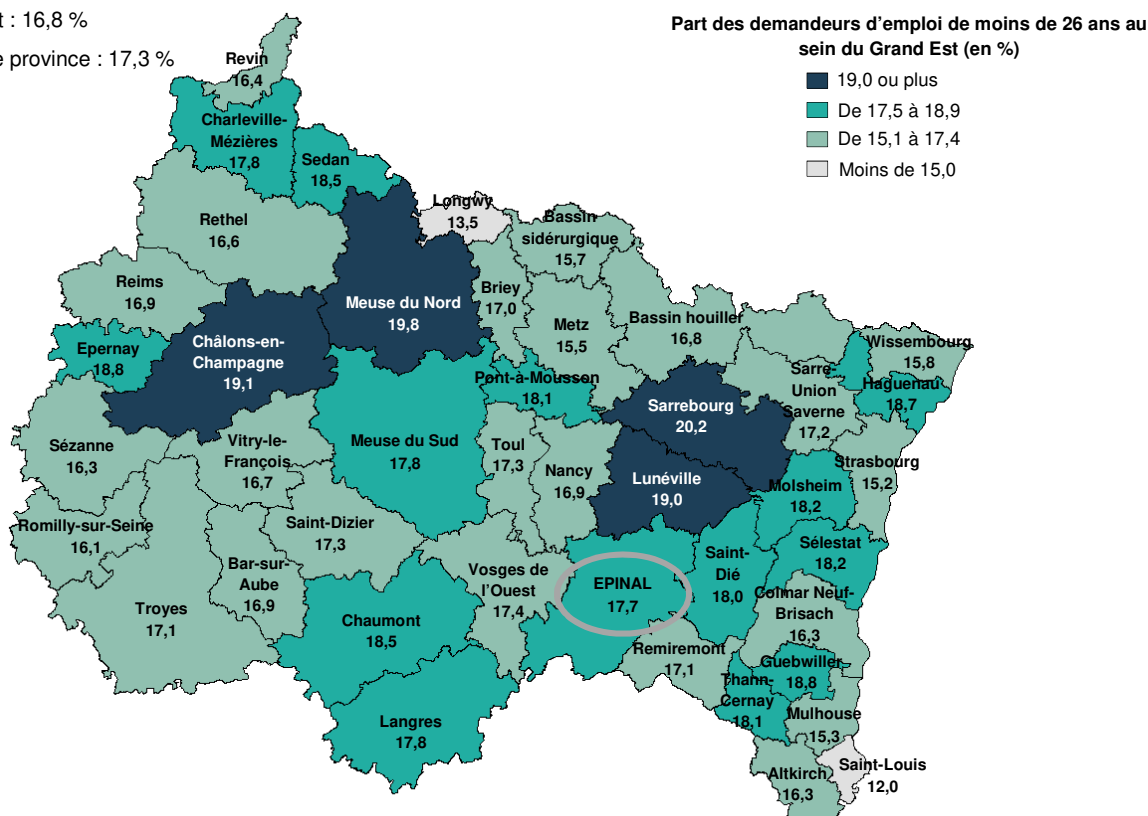 t : 16,8 %
e province : 17,3 %
Part des demandeurs d'emploi de moins de 26 ans au
sein du Grand Est (en %)
19,0 ou plus
De 17,5 à 18,9
De 15,1 à 17,4
Moins de 15,0
Revin
16,4
Charleville-
Mézières
17,8
Sedan
18,5
Rethel
16,6
Longwy
13,5
Bassin
sidérurgique
15,7
Reims
16,9
Meuse du Nord
19,8
Briey
17,0
Metz
15,5
Bassin houiller
16,8
Wissembourg
15,8
Epernay
18,8
Châlons-en-
Champagne
19,1
Pont-à-Mousson
18,1
Sarre-
Union
Saverne
17,2
Haguenau
18,7
Sarrebourg
20,2
Sézanne
16,3
Vitry-le-
François
16,7
Meuse du Sud
17,8
Toul
17,3
Nancy
16,9
Lunéville
19,0
Strasbourg
15,2
Molsheim
18,2
Romilly-sur-Seine
16,1
Saint-Dizier
17,3
Sélestat
18,2
Bar-sur-
Aube
16,9
Vosges de
l'Ouest
17,4
EPINAL
17,7
Saint-
Dié
18,0
Colmar Neuf-
Brisach
16,3
Troyes
17,1
Chaumont
18,5
Remiremont
17,1
Guebwiller
18,8
Thann-
Cernay
18,1
Langres
17,8
Mulhouse
15,3
Altkirch
16,3
Saint-Louis
12,0